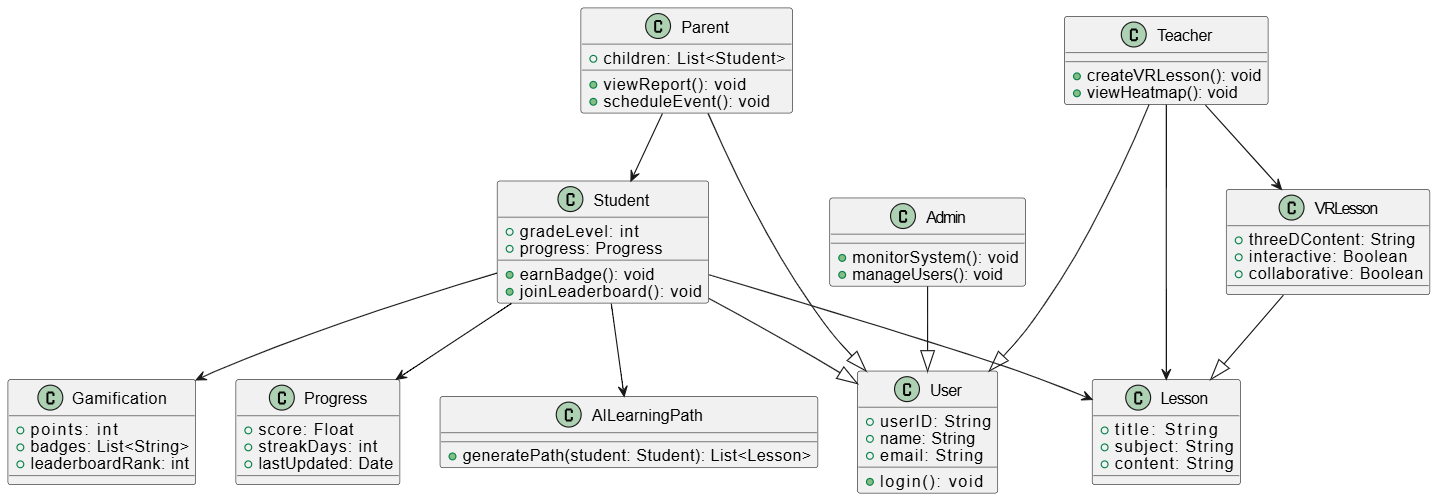 C Parent
children: List<Student>
viewReport(): void
scheduleEvent(): void
C Teacher
createVRLesson(): void
viewHeatmap(): void
C Student
gradeLevel: int
progress: Progress
earnBadge(): void
joinLeaderboard(): void
C Admin
monitorSystem(): void
manageUsers(): void
C VRLesson
threeDContent: String
interactive: Boolean
collaborative: Boolean
C Gamification
points: int
badges: List<String>
leaderboardRank: int
C Progress
score: Float
streakDays: int
lastUpdated: Date
C AILearningPath
generatePath(student: Student): List<Lesson>
C User
userID: String
name: String
email: String
login(): void
C Lesson
title: String
subject: String
content: String